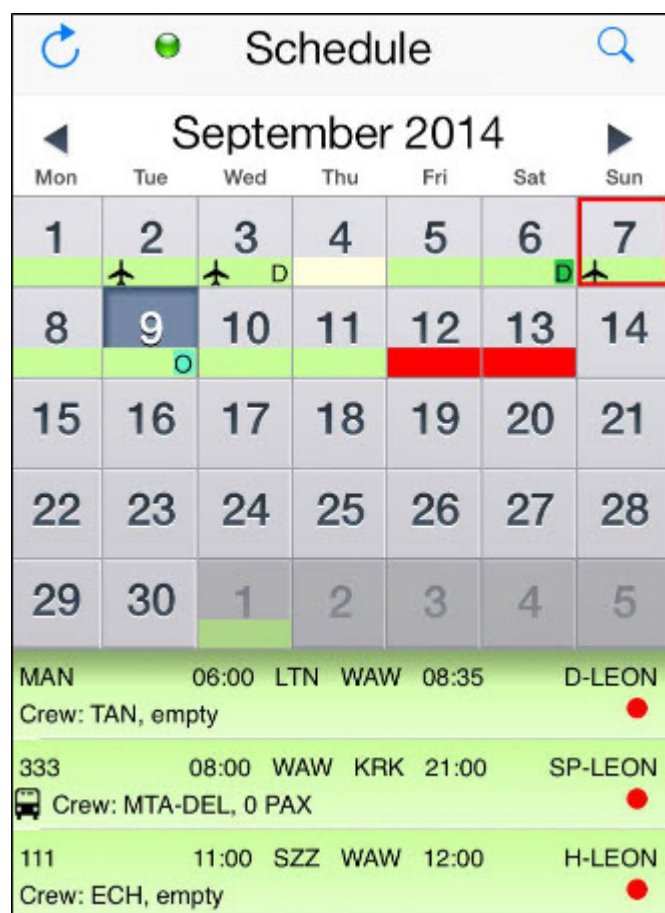 Schedule
September 2014
Mon Tue Wed Thu Fri Sat Sun
1 2 3 4 5 6 7
D D
8 9 10 11 12 13 14
O
15 16 17 18 19 20 21
22 23 24 25 26 27 28
29 30 1 2 3 4 5
MAN 06:00 LTN WAW 08:35 D-LEON
Crew: TAN, empty
333 08:00 WAW KRK 21:00 SP-LEON
Crew: MTA-DEL, 0 PAX
111 11:00 SZZ WAW 12:00 H-LEON
Crew: ECH, empty